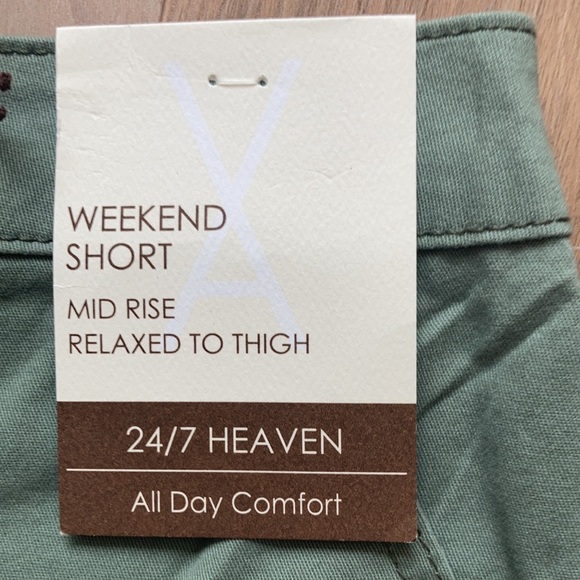 WEEKEND
SHORT
MID RISE
RELAXED TO THIGH
24/7 HEAVEN
All Day Comfort